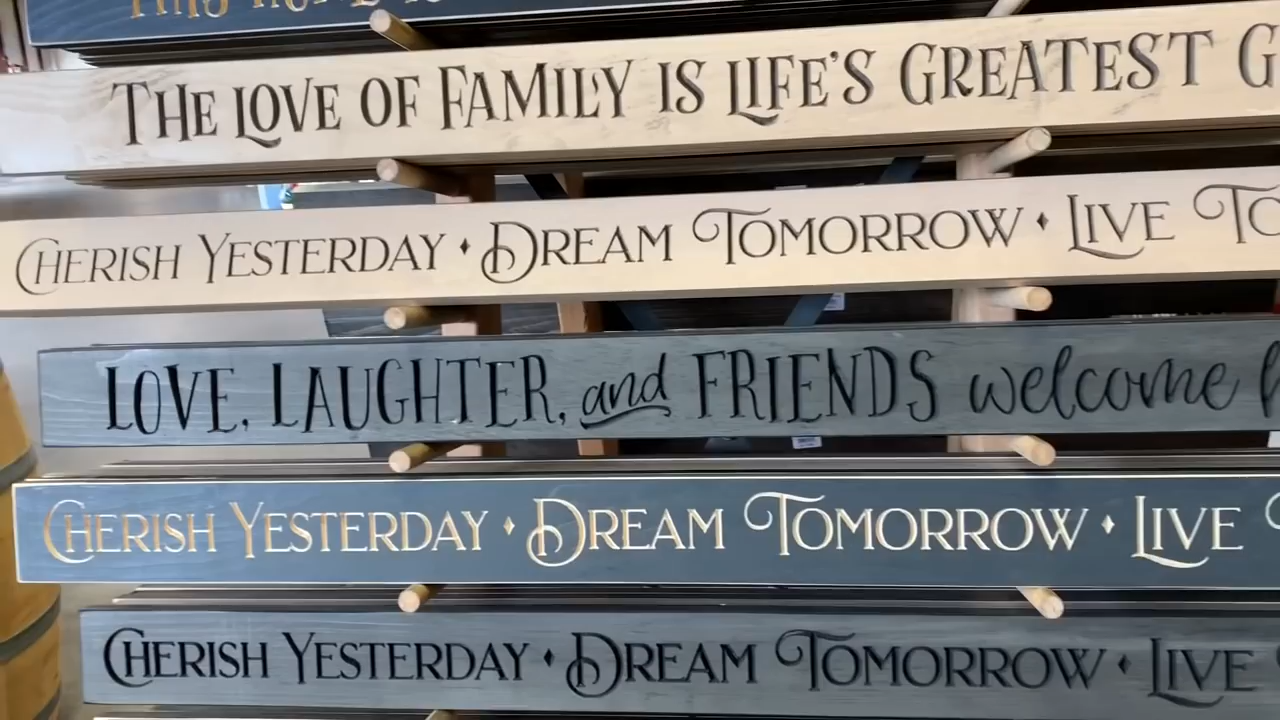 THE LOVE OF FAMILY IS LIFE'S GREATEST G
CHERISH YESTERDAY ♦ DREAM TOMORROW ♦ LIVE TO
LOVE, LAUGHTER, and FRIENDS welcome
CHERISH YESTERDAY ♦ DREAM TOMORROW ♦ LIVE
CHERISH YESTERDAY ♦ DREAM TOMORROW ♦ LIVE